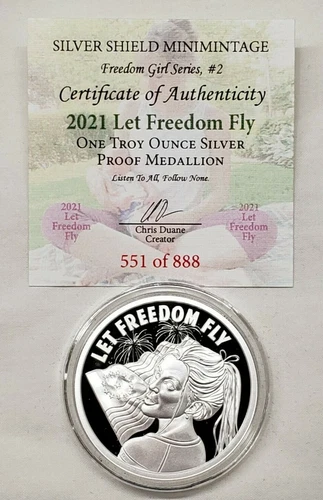 SILVER SHIELD MINIMINTAGE
Freedom Girl Series, #2
Certificate of Authenticity
2021 Let Freedom Fly
ONE TROY OUNCE SILVER
PROOF MEDALLION
Listen To All, Follow None.
2021
Let
Freedom
Fly
Chris Duane
Creator
2021
Let
Freedom
Fly
551 of 888
LET FREEDOM FLY